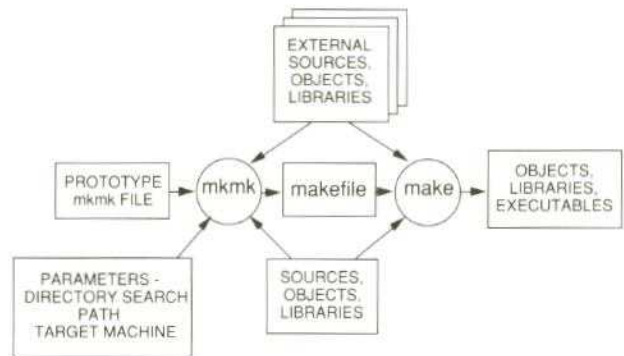 EXTERNAL
SOURCES,
OBJECTS,
LIBRARIES
PROTOTYPE
mkmk FILE
mkmk
makefile
make
OBJECTS,
LIBRARIES,
EXECUTABLES
PARAMETERS -
DIRECTORY SEARCH
PATH
TARGET MACHINE
SOURCES,
OBJECTS,
LIBRARIES